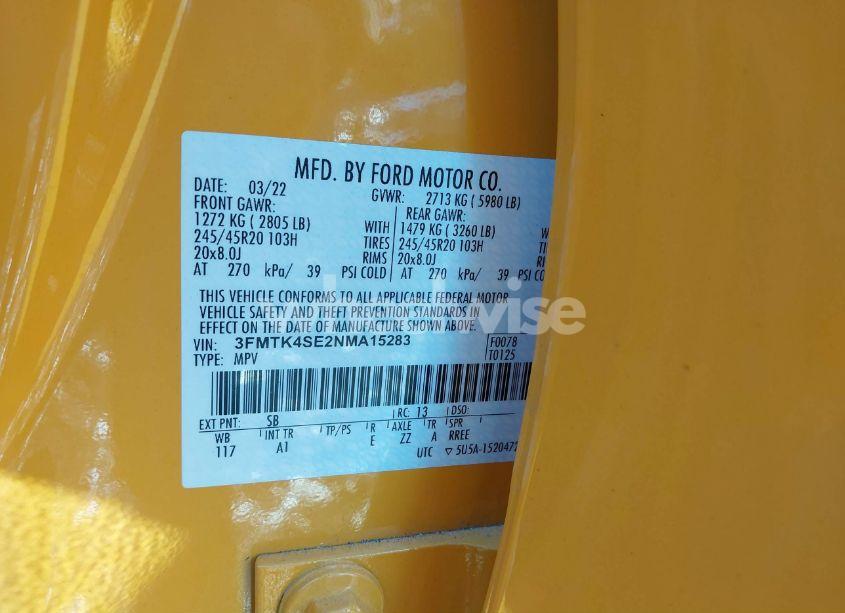 MFD. BY FORD MOTOR CO.
DATE: 03/22 GVWR: 2713 KG ( 5980 LB)
FRONT GAWR: REAR GAWR:
1272 KG ( 2805 LB) WITH 1479 KG ( 3260 LB) W
245/45R20 103H TIRES 245/45R20 103H TI
20x8.0J RIMS 20x8.0J RI
AT 270 kPa/ 39 PSI COLD AT 270 kPa/ 39 PSI CO
THIS VEHICLE CONFORMS TO ALL APPLICABLE FEDERAL MOTOR
VEHICLE SAFETY AND THEFT PREVENTION STANDARDS IN
EFFECT ON THE DATE OF MANUFACTURE SHOWN ABOVE.
VIN: 3FMTK4SE2NMA15283 F0078
TYPE: MPV T0125
EXT PNT: SB RC: 13 DSO:
WB INT TR TP/PS R AXLE TR SPR
117 A1 E ZZ A RREE
UTC ▽ 5U5A-1520472